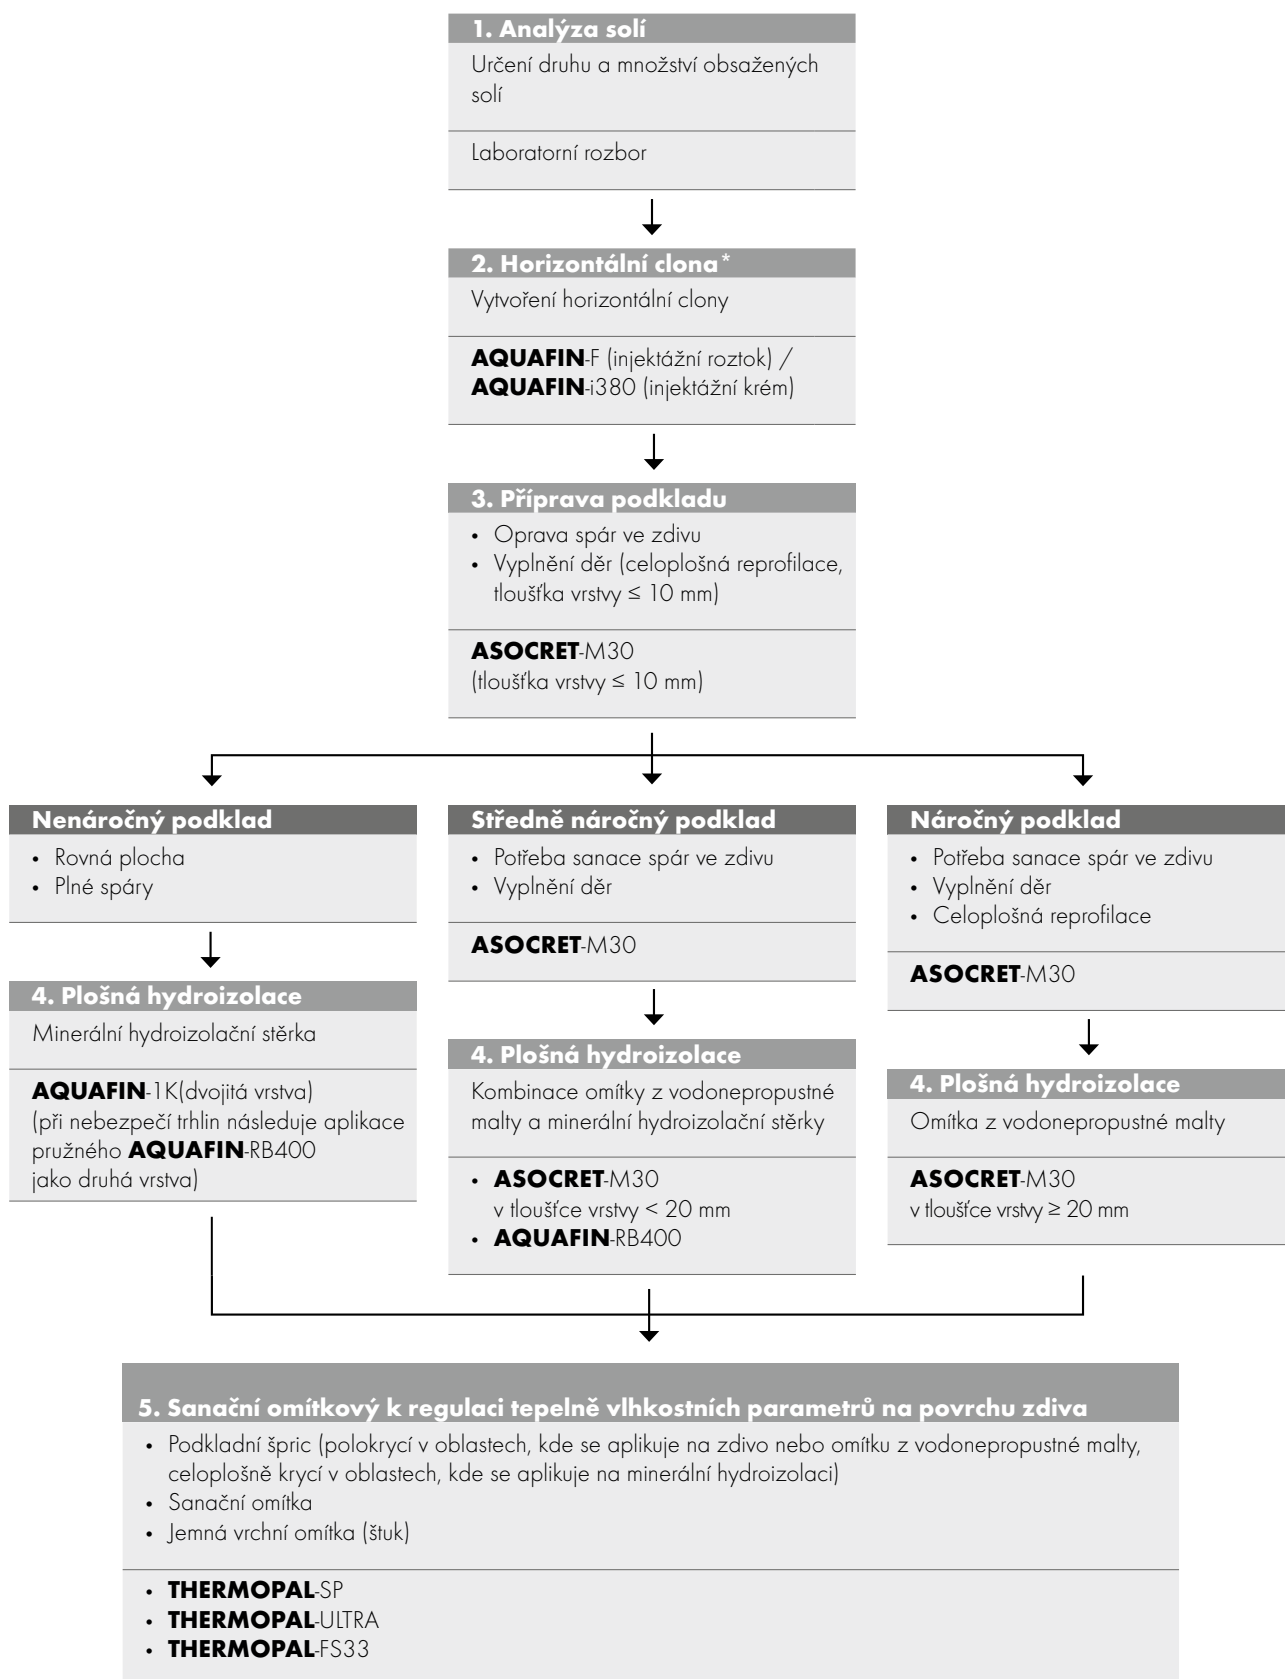 1. Analýza solí
Určení druhu a množství obsažených
solí
Laboratorní rozbor
2. Horizontální clona*
Vytvoření horizontální clony
AQUAFIN-F (injektážní roztok) /
AQUAFIN-i380 (injektážní krém)
3. Příprava podkladu
• Oprava spár ve zdivu
• Vyplnění děr (celoplošná reprofilace,
tloušťka vrstvy ≤ 10 mm)
ASOCRET-M30
(tloušťka vrstvy ≤ 10 mm)
Nenáročný podklad
• Rovná plocha
• Plné spáry
4. Plošná hydroizolace
Minerální hydroizolační stěrka
AQUAFIN-1K(dvojitá vrstva)
(při nebezpečí trhlin následuje aplikace
pružného AQUAFIN-RB400
jako druhá vrstva)
Středně náročný podklad
• Potřeba sanace spár ve zdivu
• Vyplnění děr
ASOCRET-M30
4. Plošná hydroizolace
Kombinace omítky z vodonepropustné
malty a minerální hydroizolační stěrky
• ASOCRET-M30
v tloušťce vrstvy < 20 mm
• AQUAFIN-RB400
Náročný podklad
• Potřeba sanace spár ve zdivu
• Vyplnění děr
• Celoplošná reprofilace
ASOCRET-M30
4. Plošná hydroizolace
Omítka z vodonepropustné malty
ASOCRET-M30
v tloušťce vrstvy ≥ 20 mm
5. Sanační omítkový k regulaci tepelně vlhkostních parametrů na povrchu zdiva
• Podkladní špric (polokrycí v oblastech, kde se aplikuje na zdivo nebo omítku z vodonepropustné malty,
celoplošně krycí v oblastech, kde se aplikuje na minerální hydroizolaci)
• Sanační omítka
• Jemná vrchní omítka (štuk)
• THERMOPAL-SP
• THERMOPAL-ULTRA
• THERMOPAL-FS33